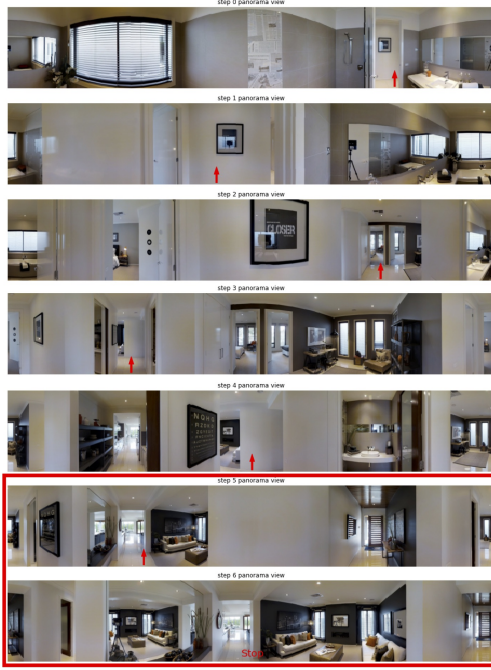 step 0 panorama view
step 1 panorama view
step 2 panorama view
CLOSER
step 3 panorama view
step 4 panorama view
step 5 panorama view
step 6 panorama view
Stop